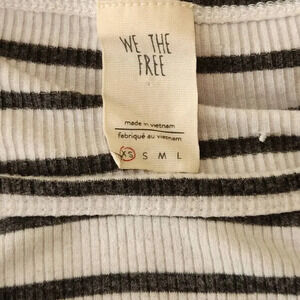 WE THE
FREE
made in vietnam
fabriqué au vietnam
XS S M L